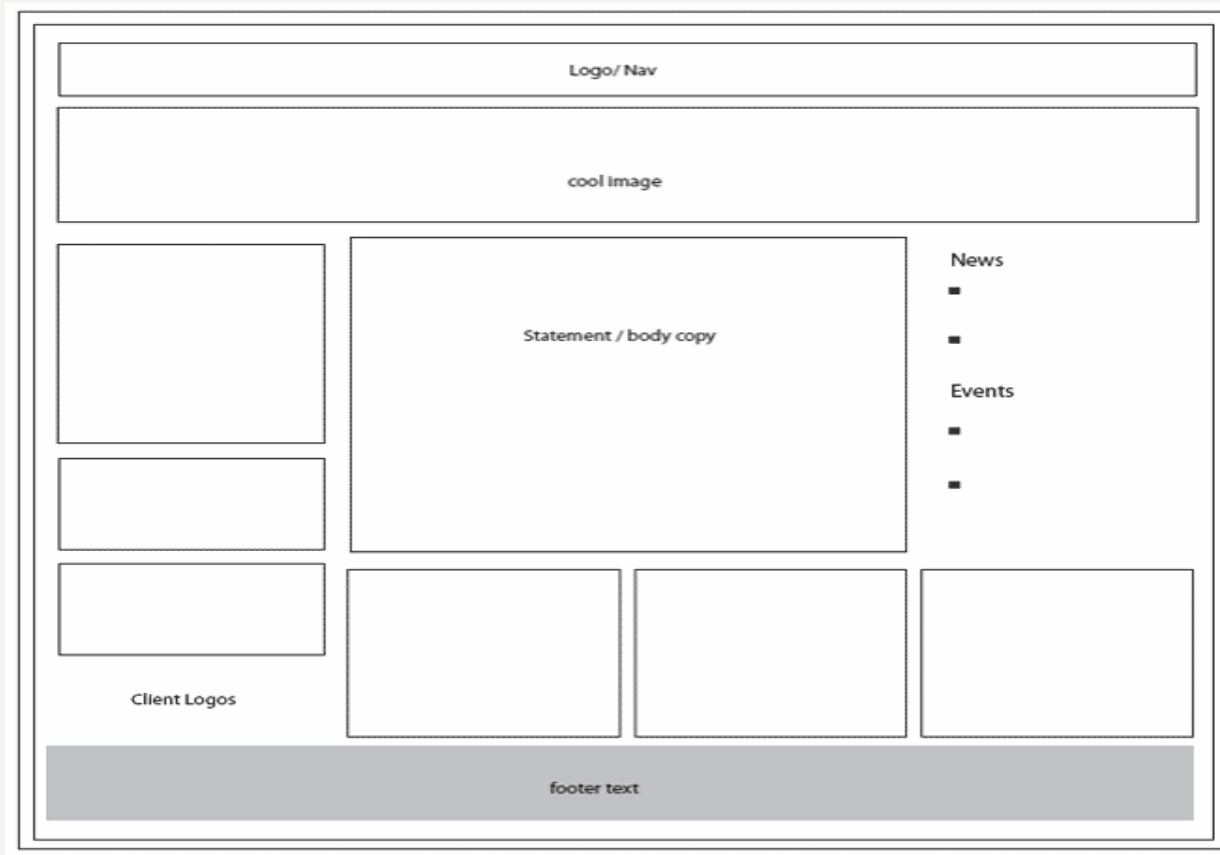 Logo/ Nav
cool image
Statement / body copy
News
Events
Client Logos
footer text